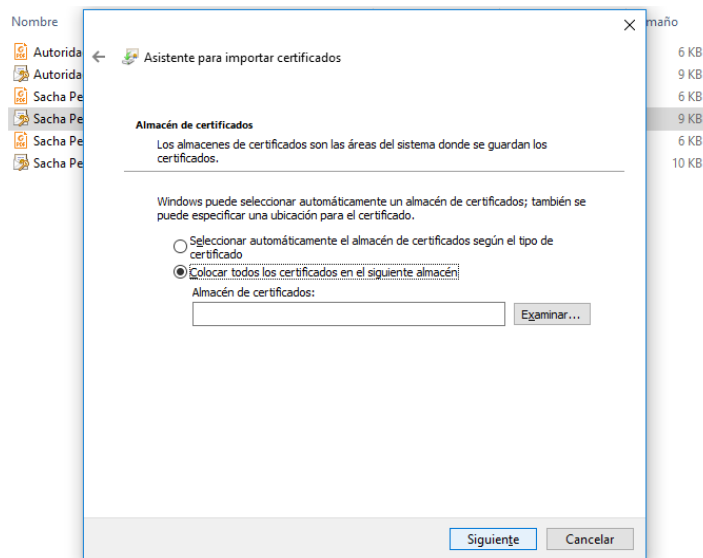 Nombre
maño
Asistente para importar certificados
Autorida
6 KB
Autorida
9 KB
Sacha Pe
6 KB
Sacha Pe
9 KB
Sacha Pe
6 KB
Sacha Pe
10 KB
Almacén de certificados
Los almacenes de certificados son las áreas del sistema donde se guardan los
certificados.
Windows puede seleccionar automáticamente un almacén de certificados; también se
puede especificar una ubicación para el certificado.
Seleccionar automáticamente el almacén de certificados según el tipo de
certificado
Colocar todos los certificados en el siguiente almacén
Almacén de certificados:
Examinar...
Siguiente
Cancelar